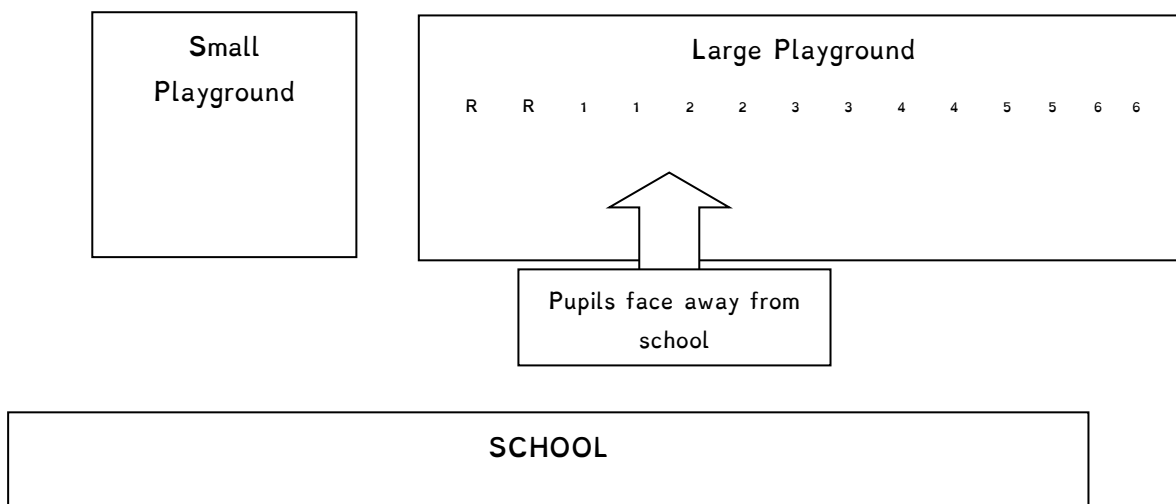 Small
Playground
Large Playground
R R 1 1 2 2 3 3 4 4 5 5 6 6
Pupils face away from
school
SCHOOL